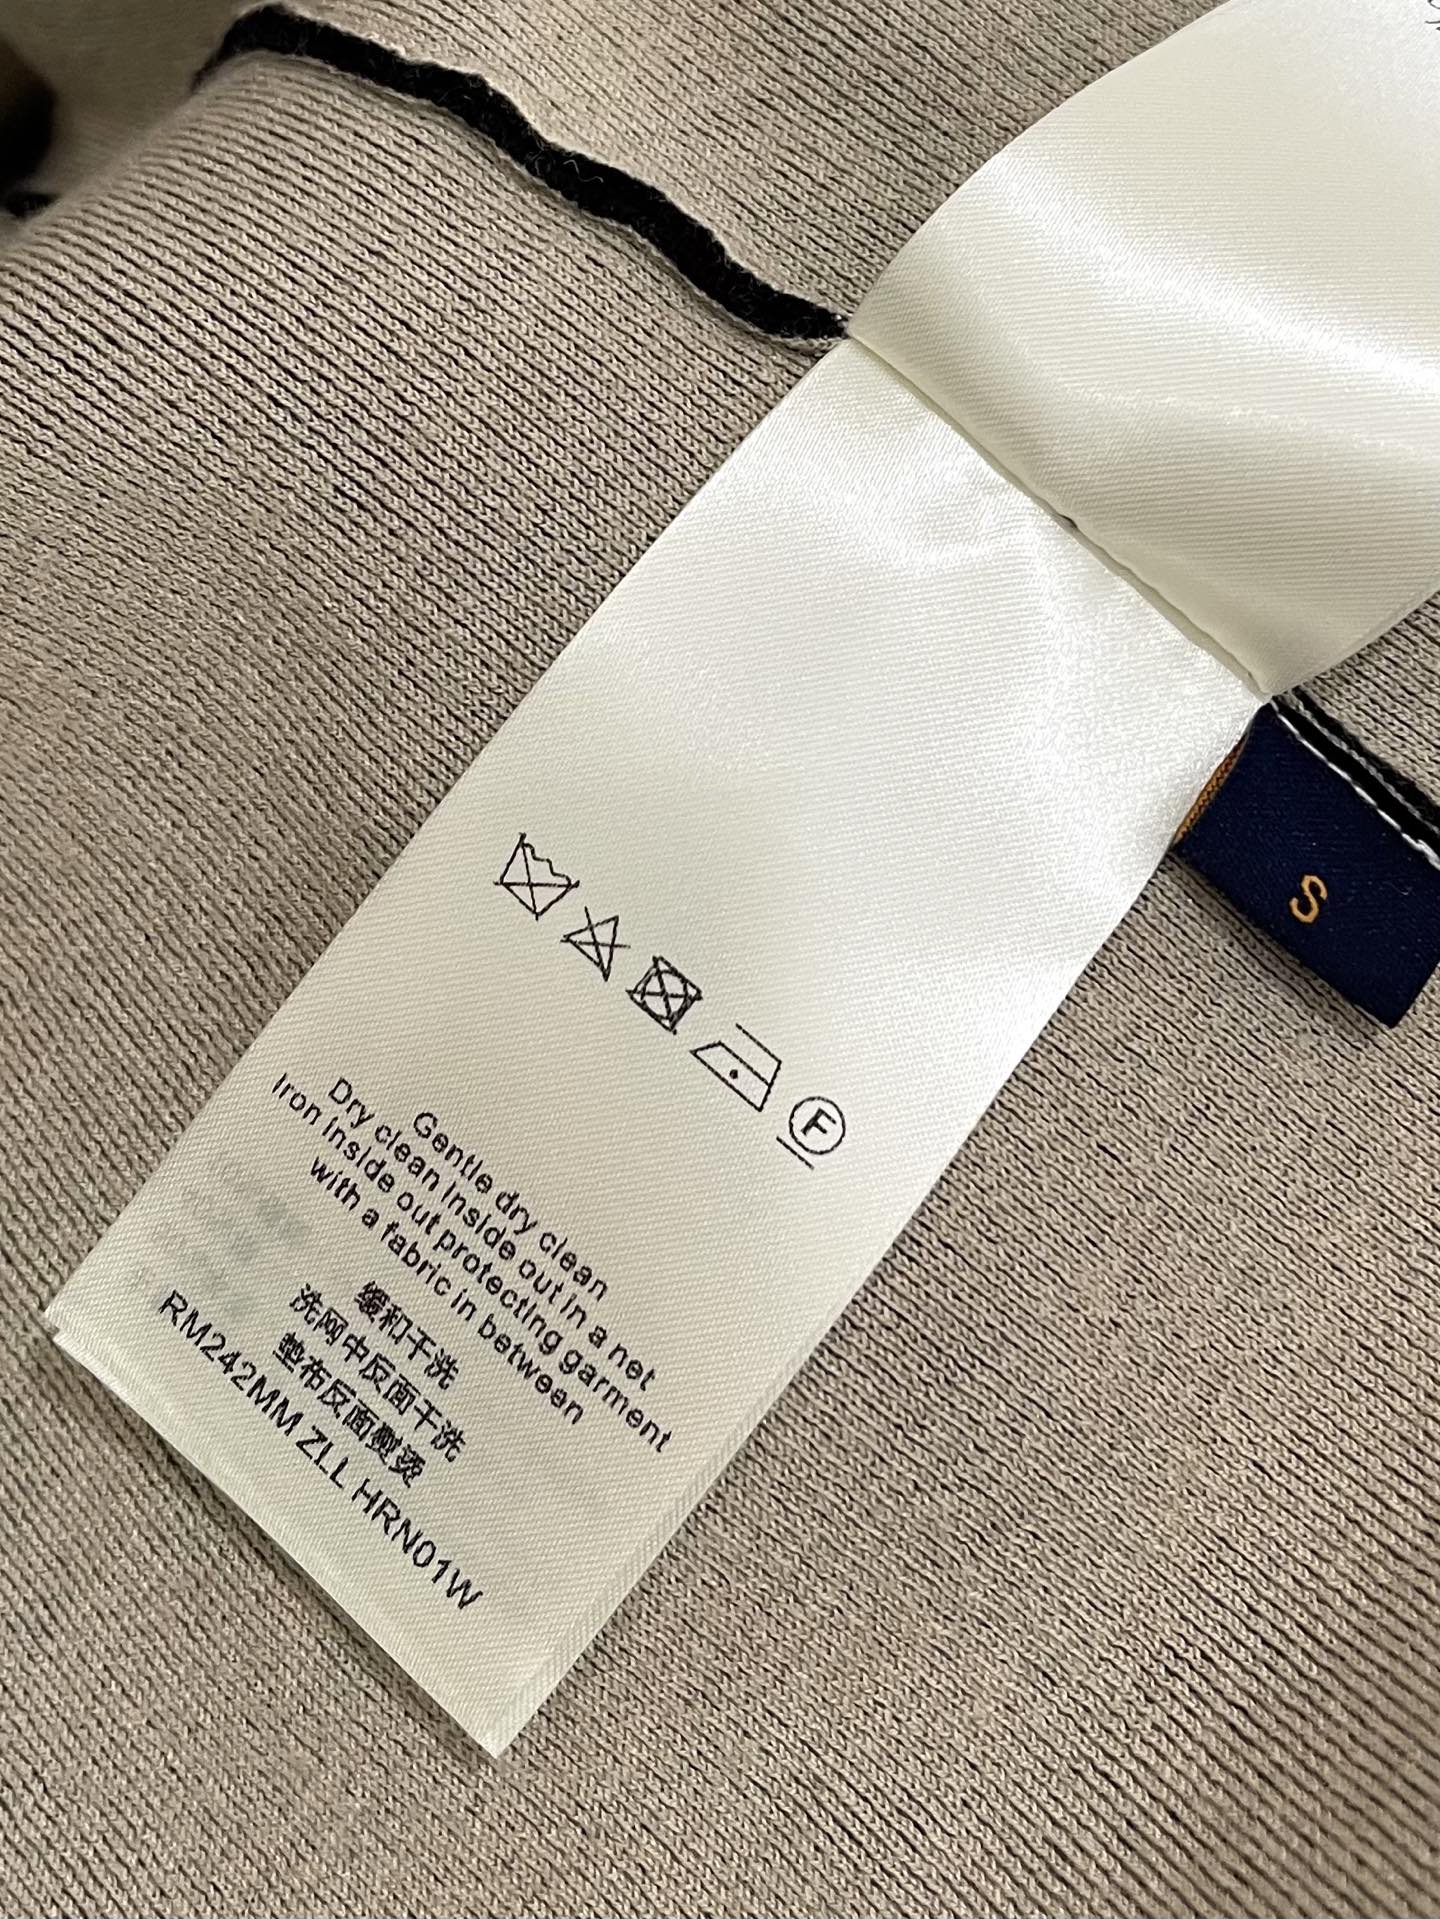 S
F
Gentle dry clean
Dry clean inside out in a net
Iron inside out protecting garment
with a fabric in between
缓和干洗
洗网中反面干洗
垫布反面熨烫
RM242MM ZLL HRN01W